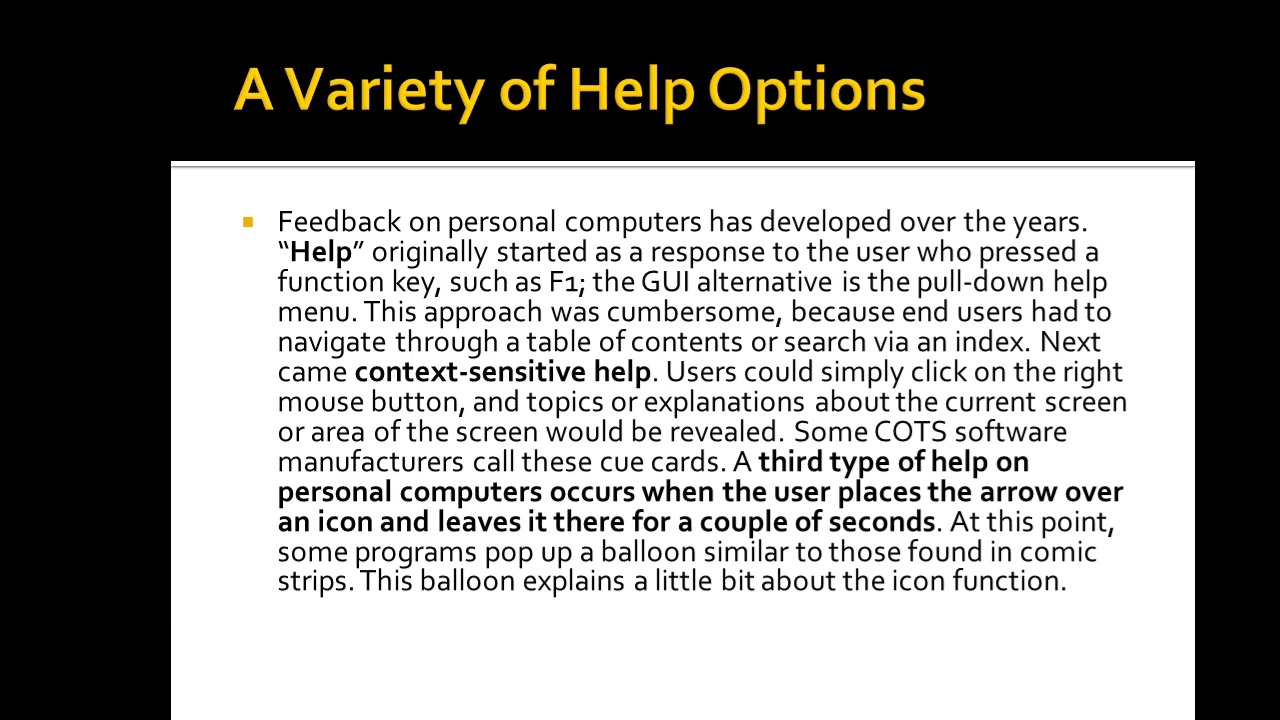 A Variety of Help Options
Feedback on personal computers has developed over the years.
“Help” originally started as a response to the user who pressed a
function key, such as F1; the GUI alternative is the pull-down help
menu. This approach was cumbersome, because end users had to
navigate through a table of contents or search via an index. Next
came context-sensitive help. Users could simply click on the right
mouse button, and topics or explanations about the current screen
or area of the screen would be revealed. Some COTS software
manufacturers call these cue cards. A third type of help on
personal computers occurs when the user places the arrow over
an icon and leaves it there for a couple of seconds. At this point,
some programs pop up a balloon similar to those found in comic
strips. This balloon explains a little bit about the icon function.